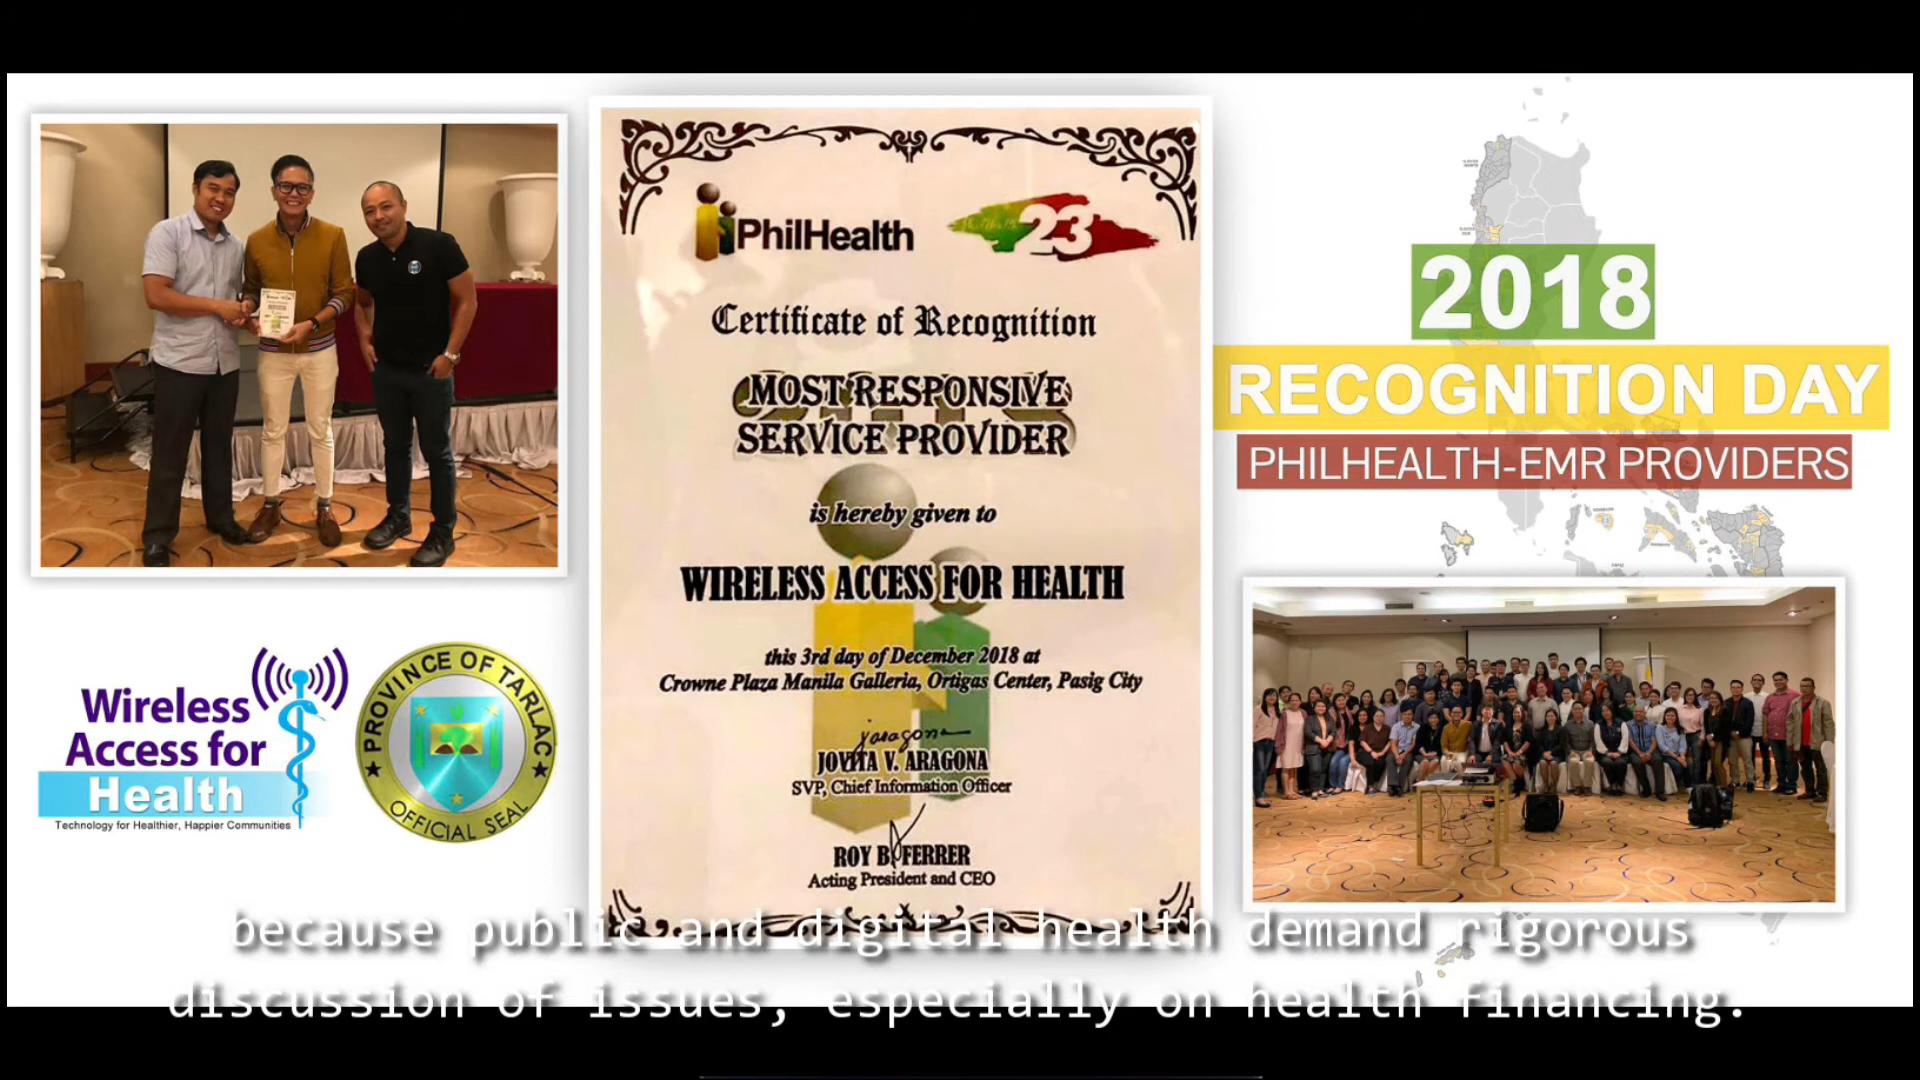 PhilHealth
23
Certificate of Recognition
MOST RESPONSIVE
SERVICE PROVIDER
is hereby given to
WIRELESS ACCESS FOR HEALTH
this 3rd day of December 2018 at
Crowne Plaza Manila Galleria, Ortigas Center, Pasig City
JOVITA V. ARAGONA
SVP, Chief Information Officer
ROY B. FERRER
Acting President and CEO
2018
RECOGNITION DAY
PHILHEALTH-EMR PROVIDERS
Wireless
Access for
Health
Technology for Healthier, Happier Communities
PROVINCE OF TARLAC
OFFICIAL SEAL
because public and digital health demand rigorous
discussion of issues, especially on health financing.